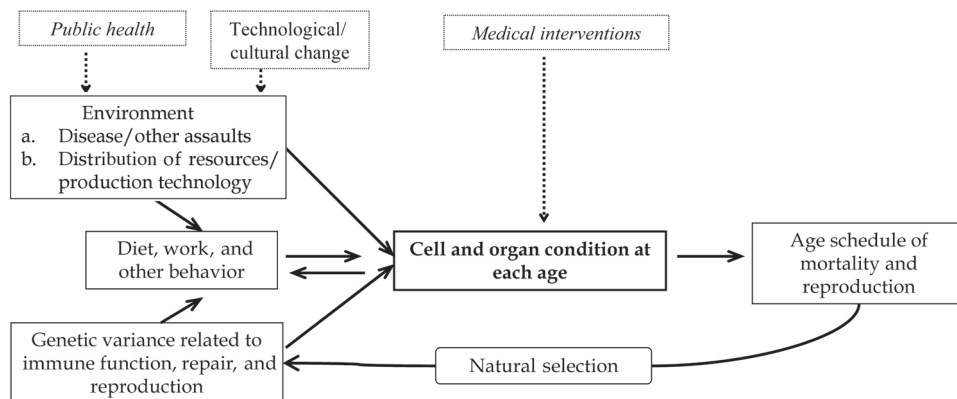 Public health
Technological/
cultural change
Medical interventions
Environment
a. Disease/other assaults
b. Distribution of resources/
production technology
Diet, work, and
other behavior
Cell and organ condition at
each age
Age schedule of
mortality and
reproduction
Genetic variance related to
immune function, repair, and
reproduction
Natural selection